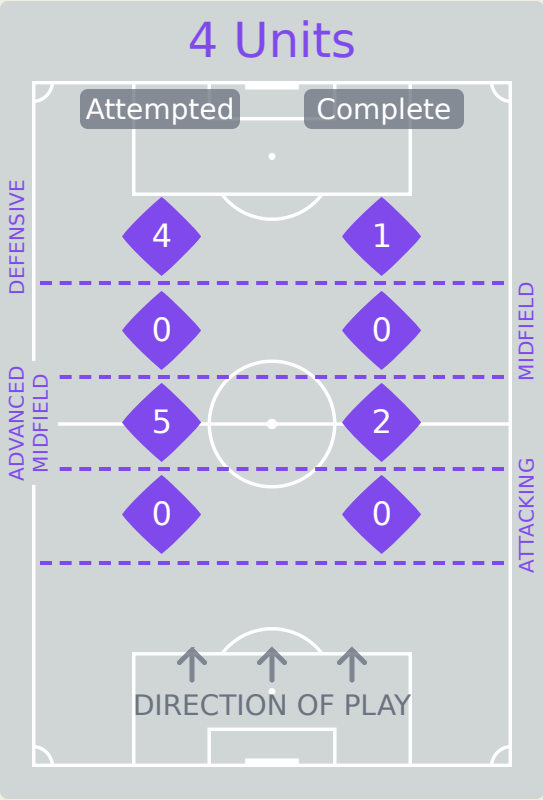 4 Units
Attempted
Complete
DEFENSIVE
4
1
MIDFIELD
0
0
ADVANCED
MIDFIELD
5
2
ATTACKING
0
0
DIRECTION OF PLAY